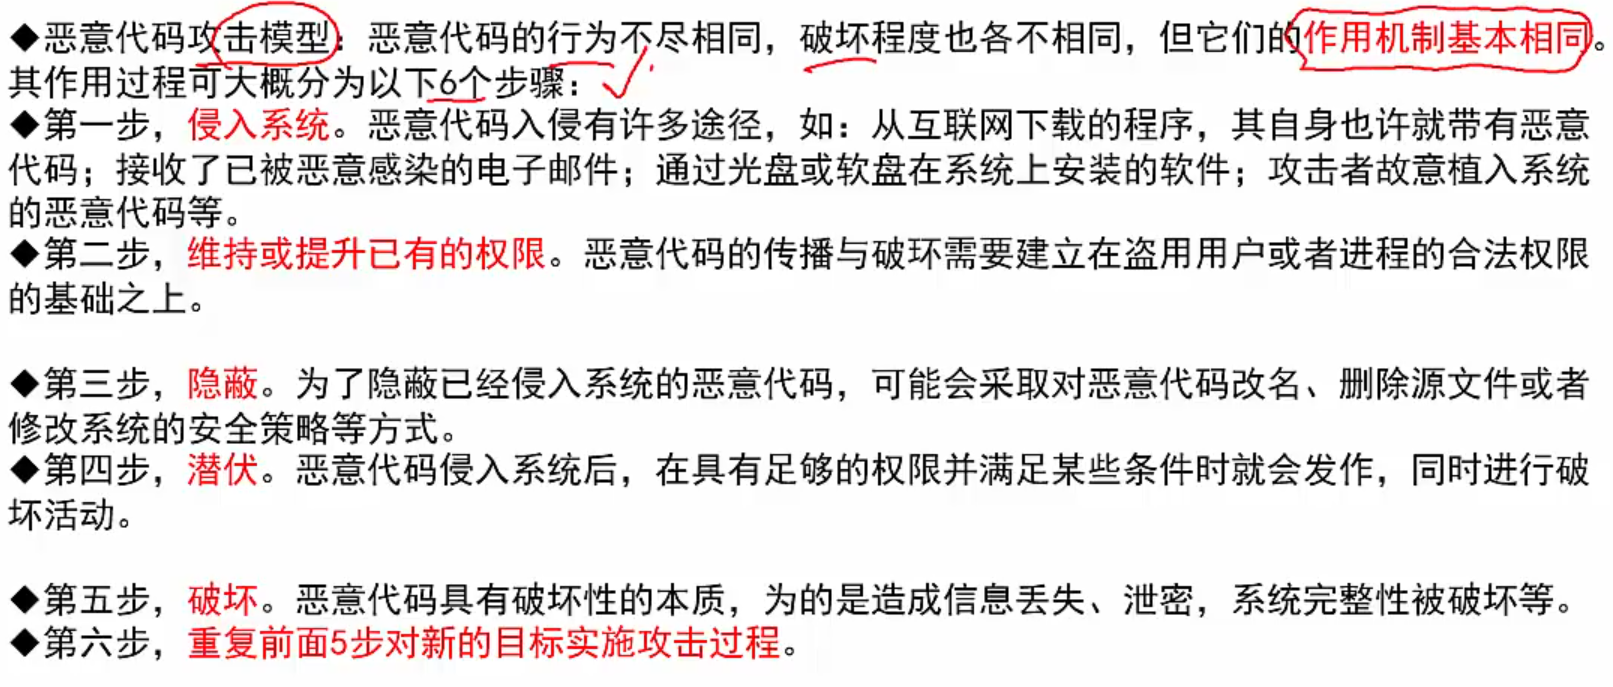 ◆恶意代码攻击模型：恶意代码的行为不尽相同，破坏程度也各不相同，但它们的作用机制基本相同。
其作用过程可大概分为以下6个步骤：
◆第一步，侵入系统。恶意代码入侵有许多途径，如：从互联网下载的程序，其自身也许就带有恶意
代码；接收了已被恶意感染的电子邮件；通过光盘或软盘在系统上安装的软件；攻击者故意植入系统
的恶意代码等。
◆第二步，维持或提升已有的权限。恶意代码的传播与破环需要建立在盗用用户或者进程的合法权限
的基础之上。
◆第三步，隐蔽。为了隐蔽已经侵入系统的恶意代码，可能会采取对恶意代码改名、删除源文件或者
修改系统的安全策略等方式。
◆第四步，潜伏。恶意代码侵入系统后，在具有足够的权限并满足某些条件时就会发作，同时进行破
坏活动。
◆第五步，破坏。恶意代码具有破坏性的本质，为的是造成信息丢失、泄密，系统完整性被破坏等。
◆第六步，重复前面5步对新的目标实施攻击过程。